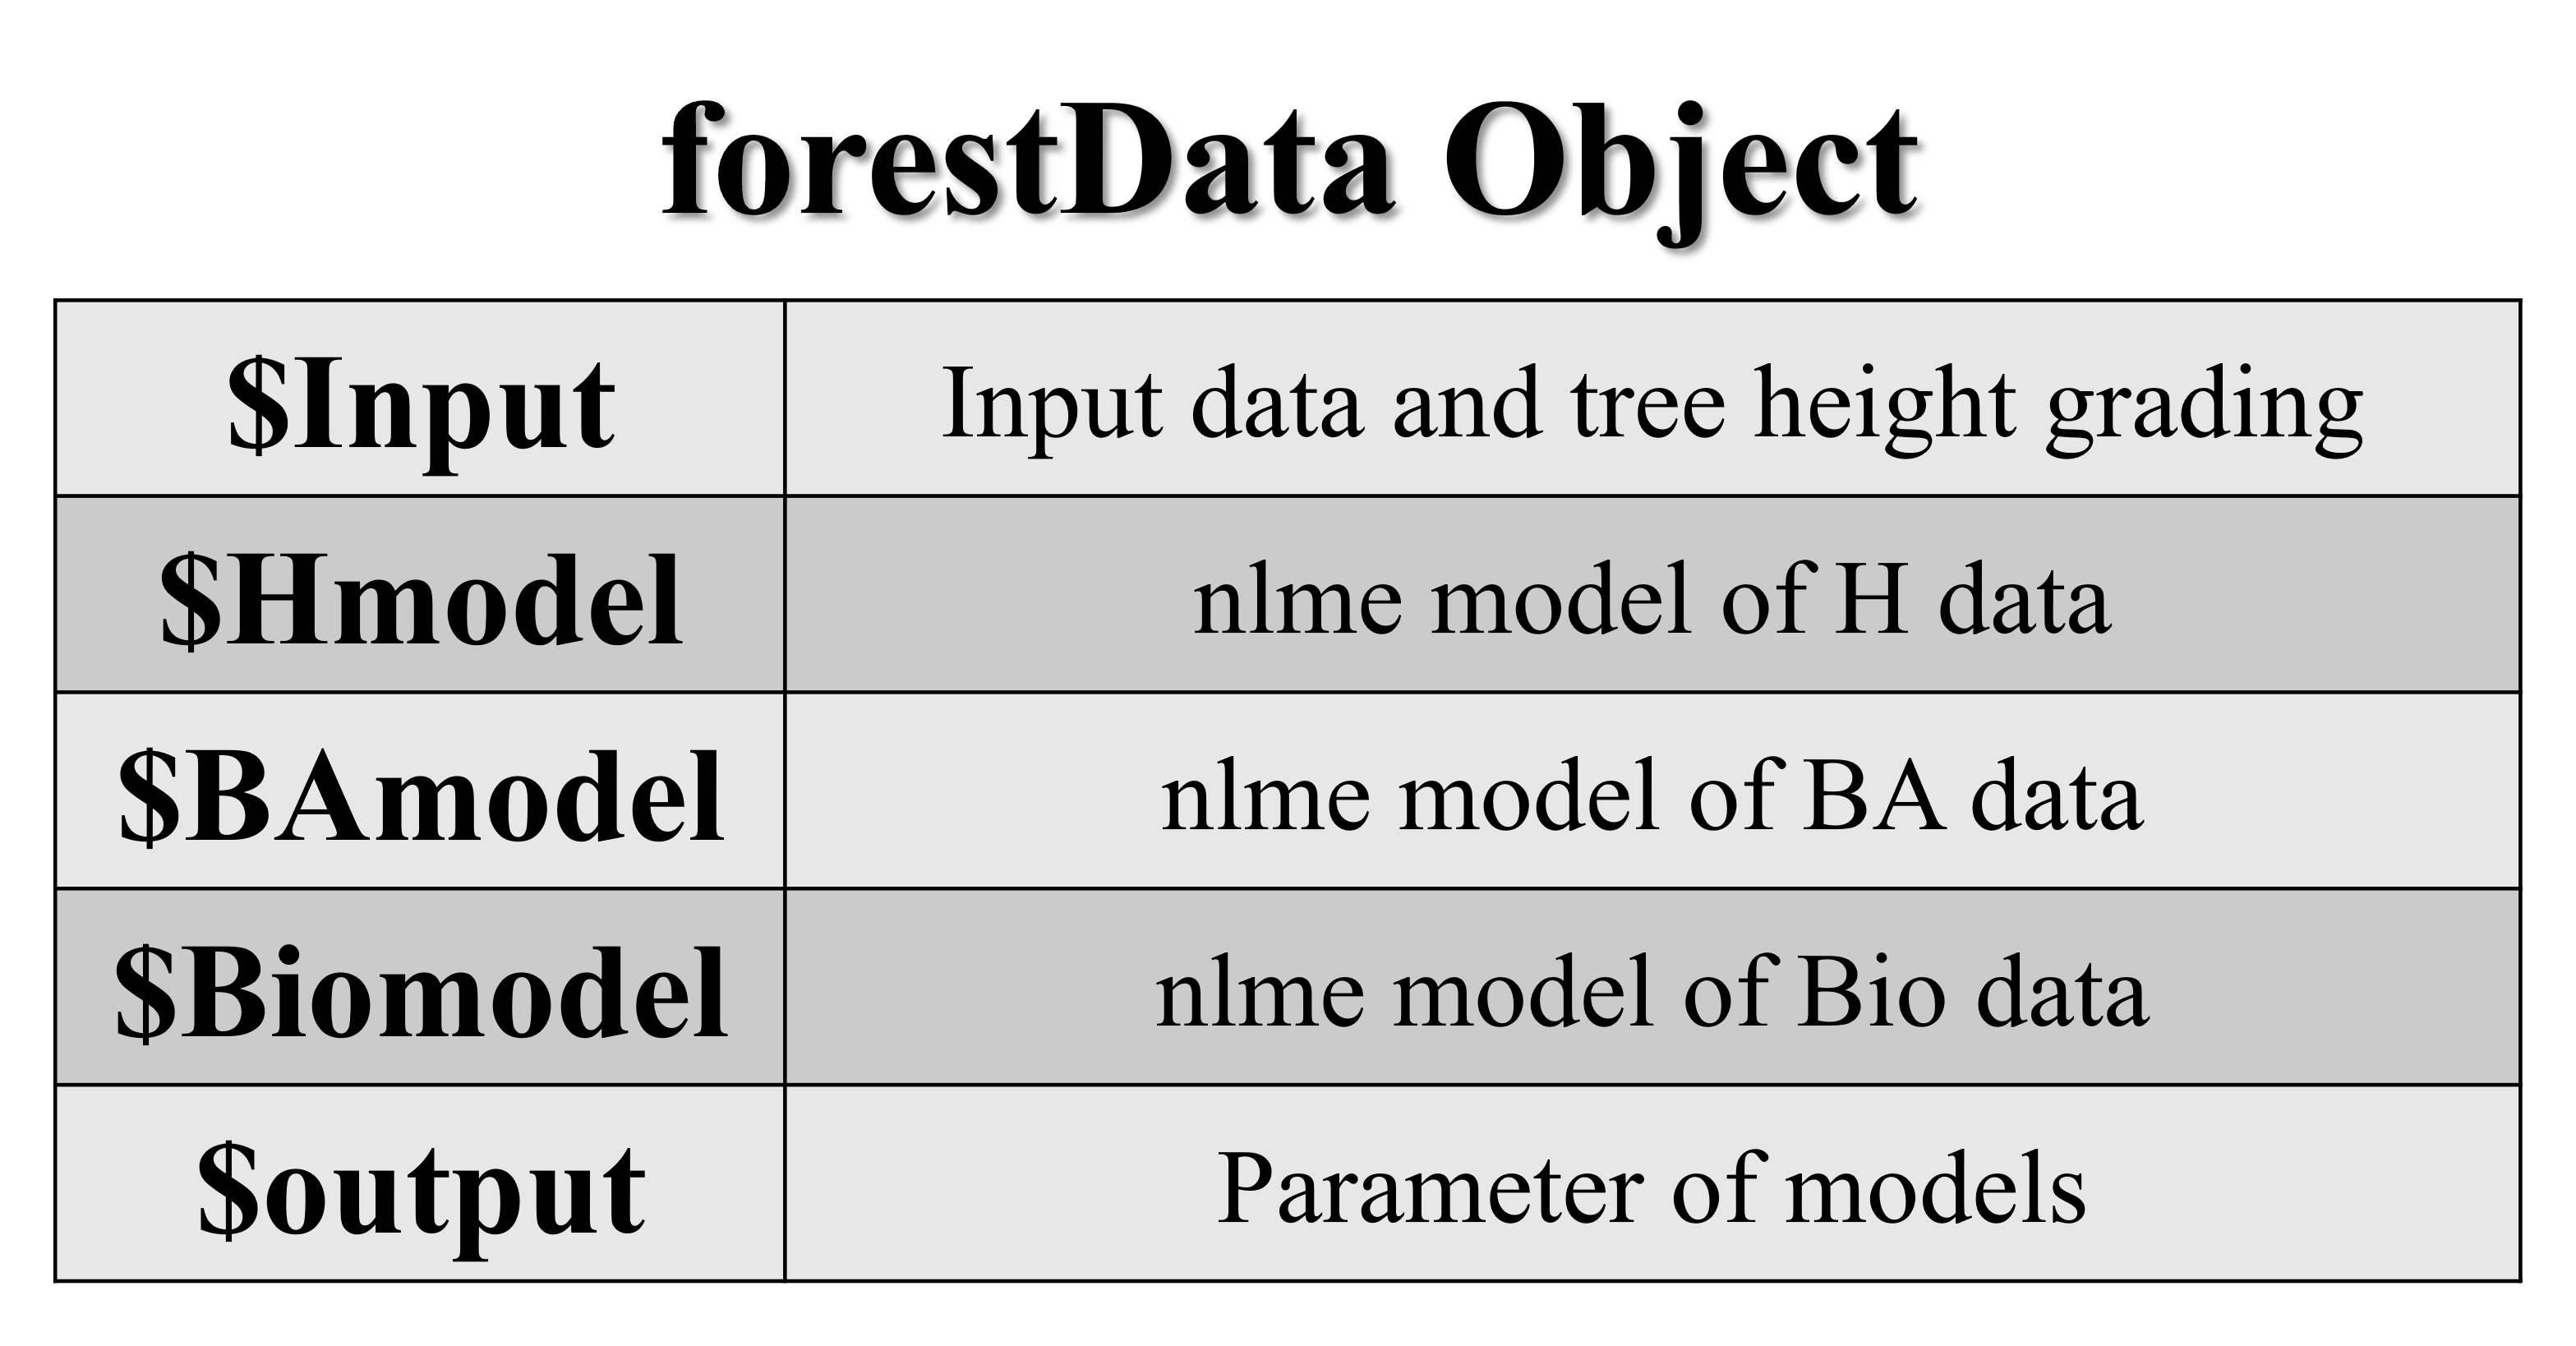 forestData Object
$Input Input data and tree height grading
$Hmodel nlme model of H data
$BAmodel nlme model of BA data
$Biomodel nlme model of Bio data
$output Parameter of models